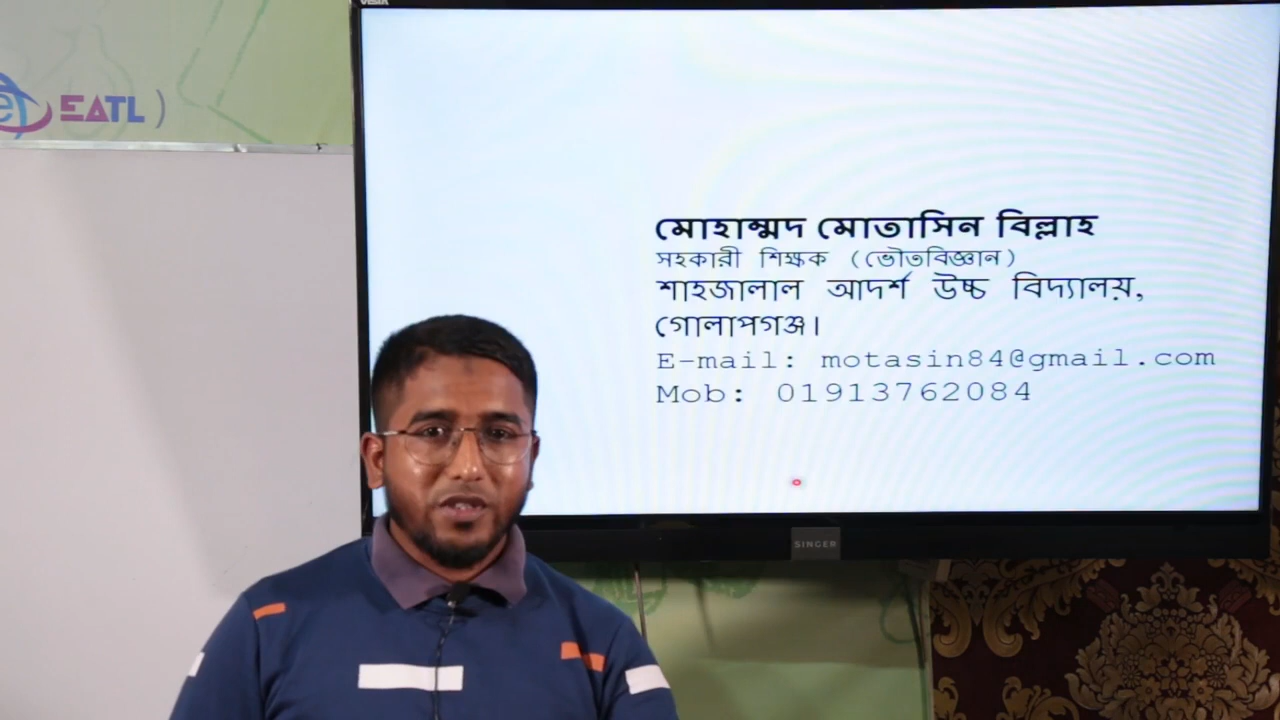 EATL)
মোহাম্মদ মোতাসিন বিল্লাহ
সহকারী শিক্ষক (ভৌতবিজ্ঞান)
শাহজালাল আদর্শ উচ্চ বিদ্যালয়,
গোলাপগঞ্জ।
E-mail: motasin84@gmail.com
Mob: 01913762084
SINGER